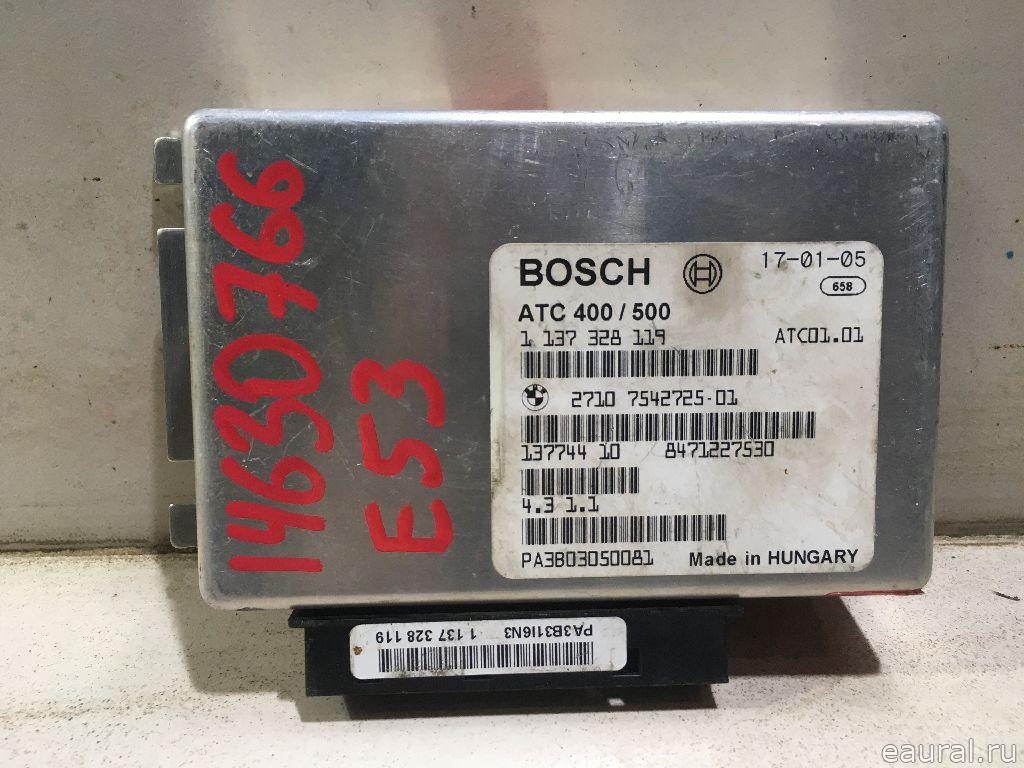 14630766
E53
BOSCH
17-01-05
658
ATC 400 / 500
1 137 328 119
ATC01.01
2710 7542725-01
137744 10 8471227530
4.3 1.1
PA3B03050081
Made in HUNGARY
PA3B31I6N3 1 137 328 119
eaural.ru